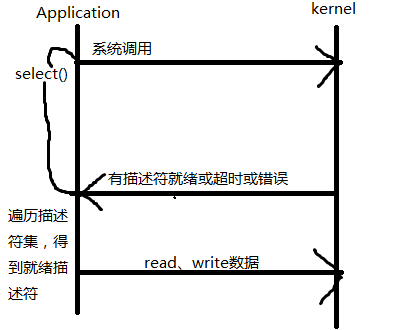 Application
kernel
系统调用
select()
有描述符就绪或超时或错误
遍历描述
符集，得
到就绪描
述符
read、write数据